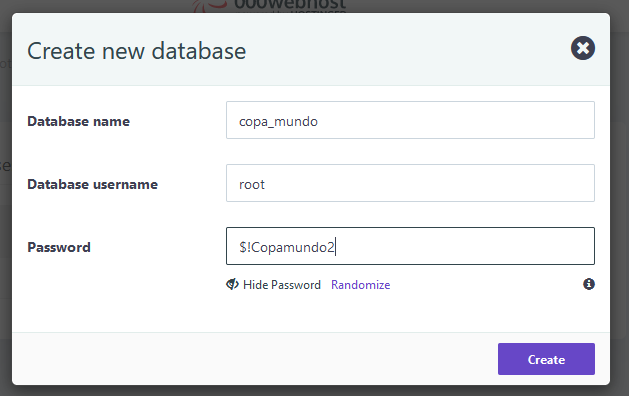 000webhost
Create new database
Database name
copa_mundo
Database username
root
Password
$!Copamundo2
Hide Password Randomize
Create